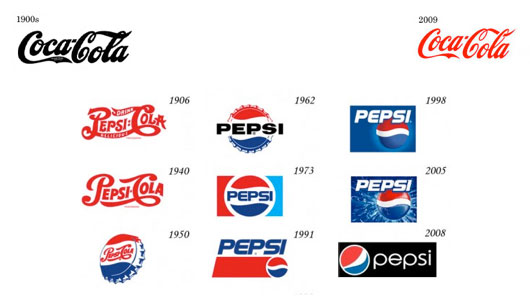 1900s
Coca-Cola
2009
Coca-Cola
1906
DRINK
PEPSI:COLA
DELICIOUS
1962
PEPSI
1998
PEPSI
1940
PEPSI-COLA
1973
PEPSI
2005
PEPSI
1950
PEPSI-COLA
1991
PEPSI
2008
pepsi